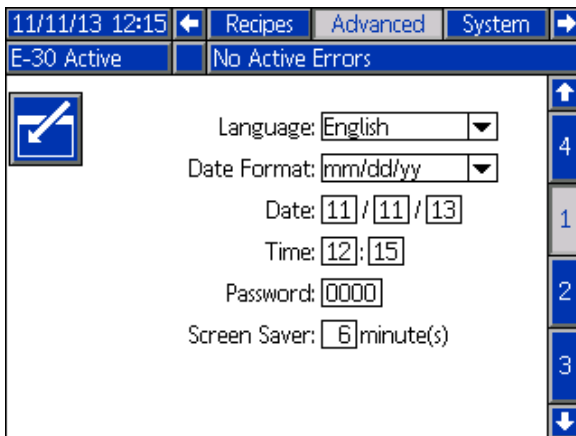 11/11/13 12:15 Recipes Advanced System
E-30 Active No Active Errors
Language: English
Date Format: mm/dd/yy
Date: 11 / 11 / 13
Time: 12 : 15
Password: 0000
Screen Saver: 6 minute(s)
4
1
2
3